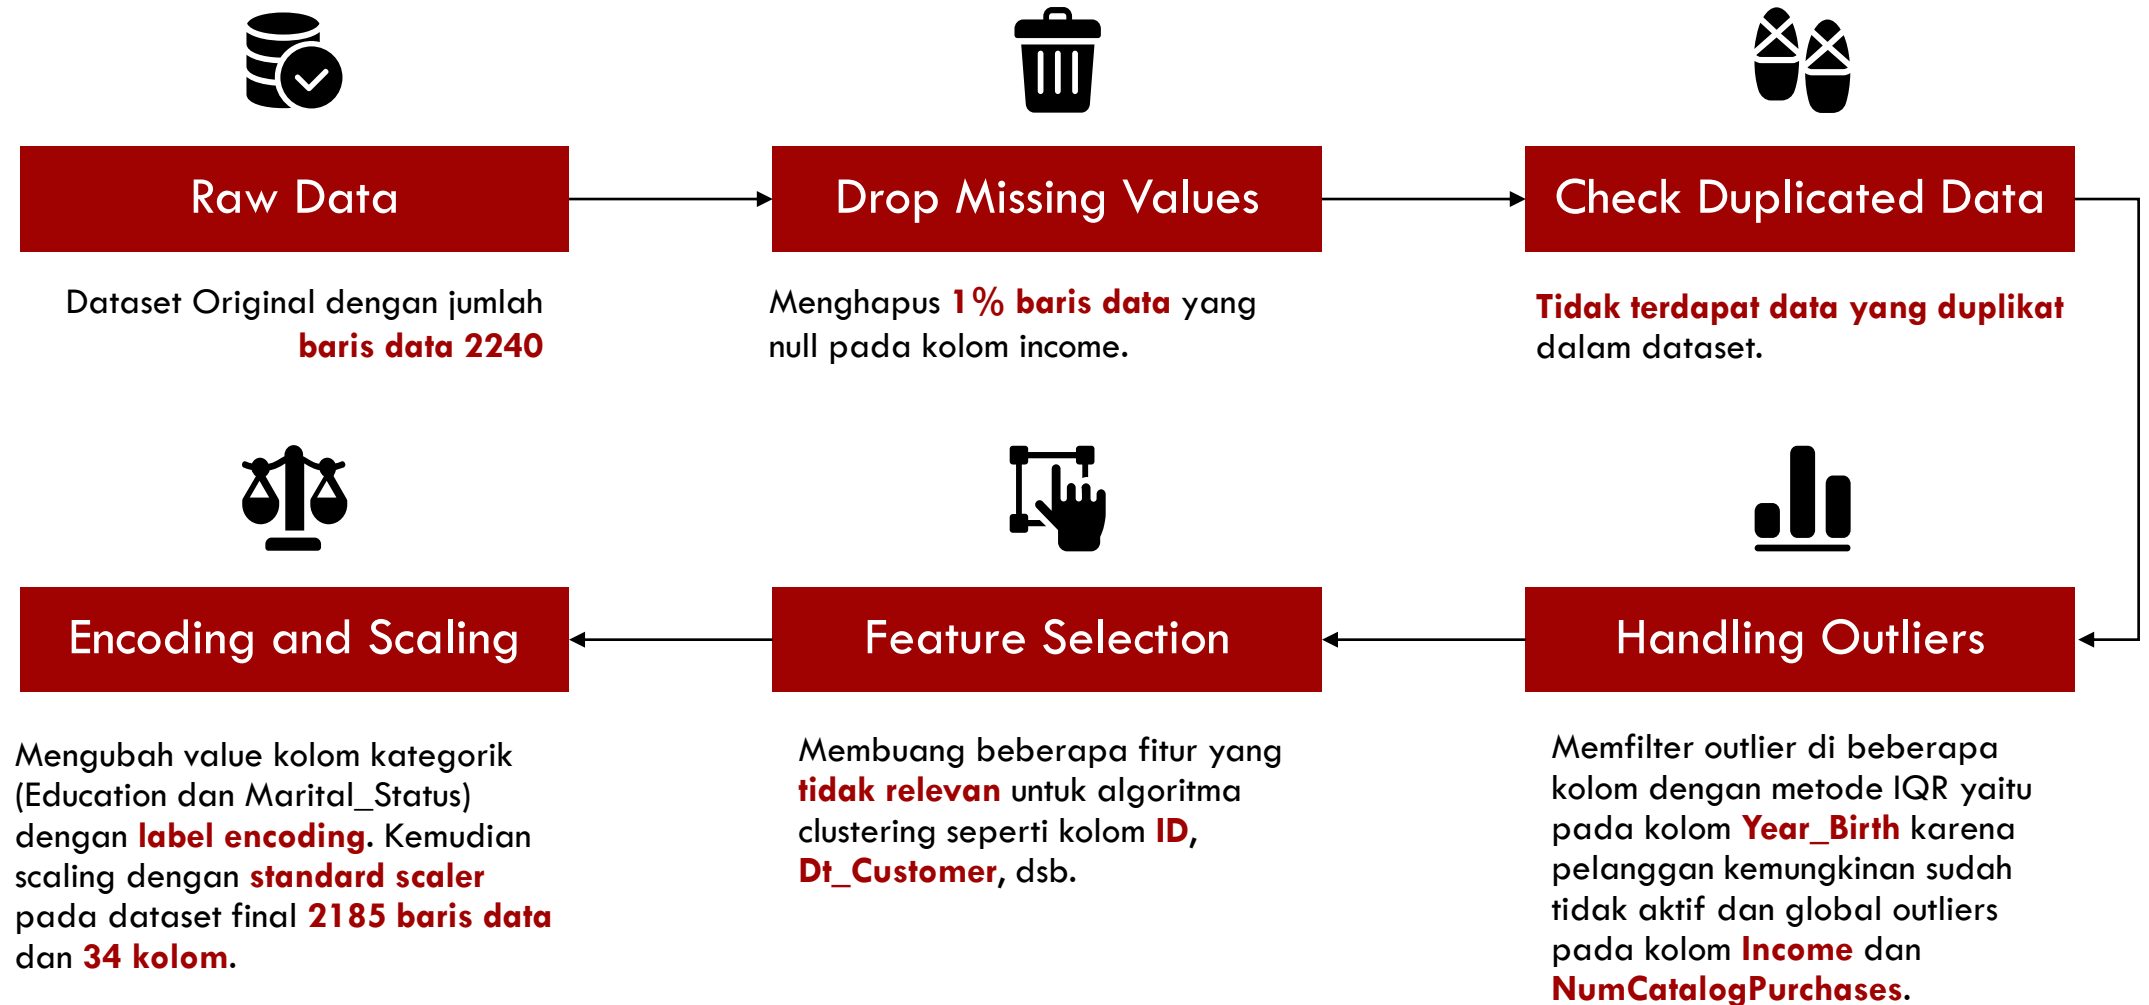 Raw Data
Dataset Original dengan jumlah
baris data 2240
Drop Missing Values
Menghapus 1% baris data yang
null pada kolom income.
Check Duplicated Data
Tidak terdapat data yang duplikat
dalam dataset.
Handling Outliers
Memfilter outlier di beberapa
kolom dengan metode IQR yaitu
pada kolom Year_Birth karena
pelanggan kemungkinan sudah
tidak aktif dan global outliers
pada kolom Income dan
NumCatalogPurchases.
Feature Selection
Membuang beberapa fitur yang
tidak relevan untuk algoritma
clustering seperti kolom ID,
Dt_Customer, dsb.
Encoding and Scaling
Mengubah value kolom kategorik
(Education dan Marital_Status)
dengan label encoding. Kemudian
scaling dengan standard scaler
pada dataset final 2185 baris data
dan 34 kolom.